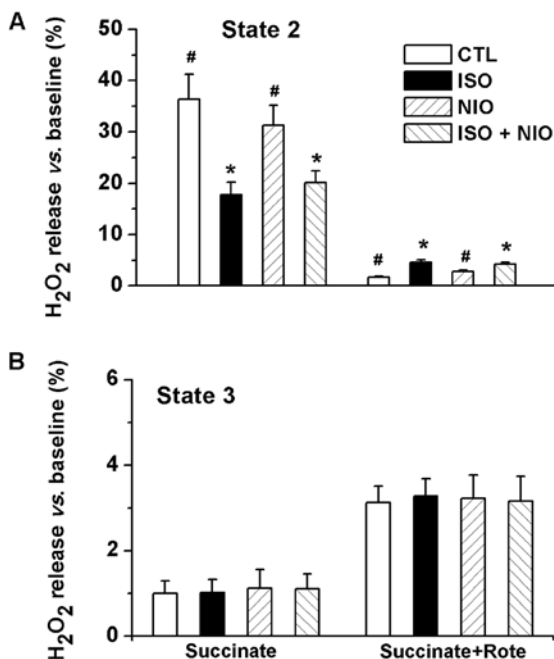 A
State 2
H₂O₂ release vs. baseline (%)
50
40
30
20
10
0
#
*
#
*
#
*
#
*
CTL
ISO
NIO
ISO + NIO
B
State 3
H₂O₂ release vs. baseline (%)
6
4
2
0
Succinate
Succinate+Rote